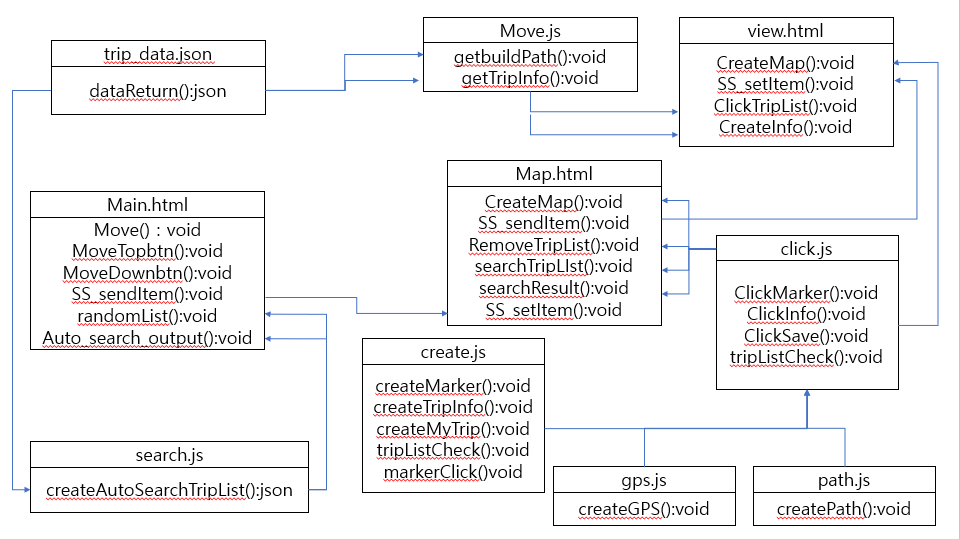 trip_data.json
dataReturn():json
Move.js
getbuildPath():void
getTripInfo():void
view.html
CreateMap():void
SS_setItem():void
ClickTripList():void
CreateInfo():void
Main.html
Move() : void
MoveTopbtn():void
MoveDownbtn():void
SS_sendItem():void
randomList():void
Auto_search_output():void
Map.html
CreateMap():void
SS_sendItem():void
RemoveTripList():void
searchTripLIst():void
searchResult():void
SS_setItem():void
click.js
ClickMarker():void
ClickInfo():void
ClickSave():void
tripListCheck():void
create.js
createMarker():void
createTripInfo():void
createMyTrip():void
tripListCheck():void
markerClick()void
search.js
createAutoSearchTripList():json
gps.js
createGPS():void
path.js
createPath():void